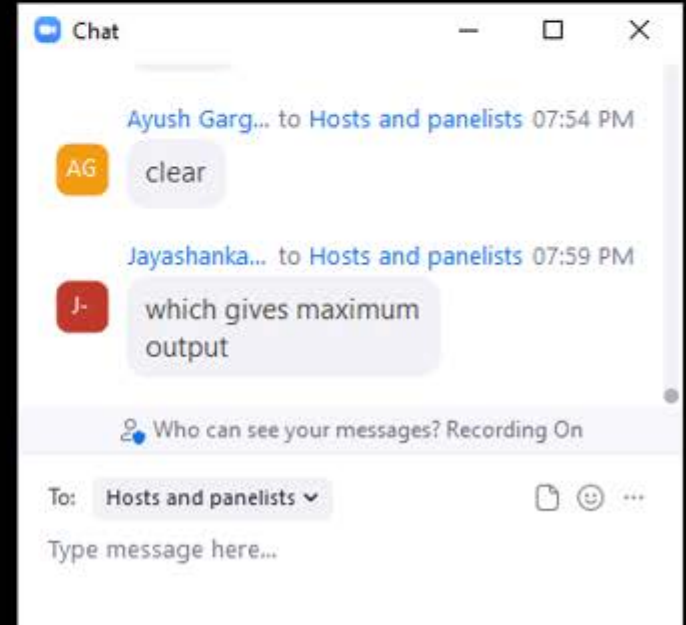 Chat
Ayush Garg... to Hosts and panelists 07:54 PM
AG
clear
Jayashanka... to Hosts and panelists 07:59 PM
J-
which gives maximum
output
Who can see your messages? Recording On
To: Hosts and panelists
Type message here...